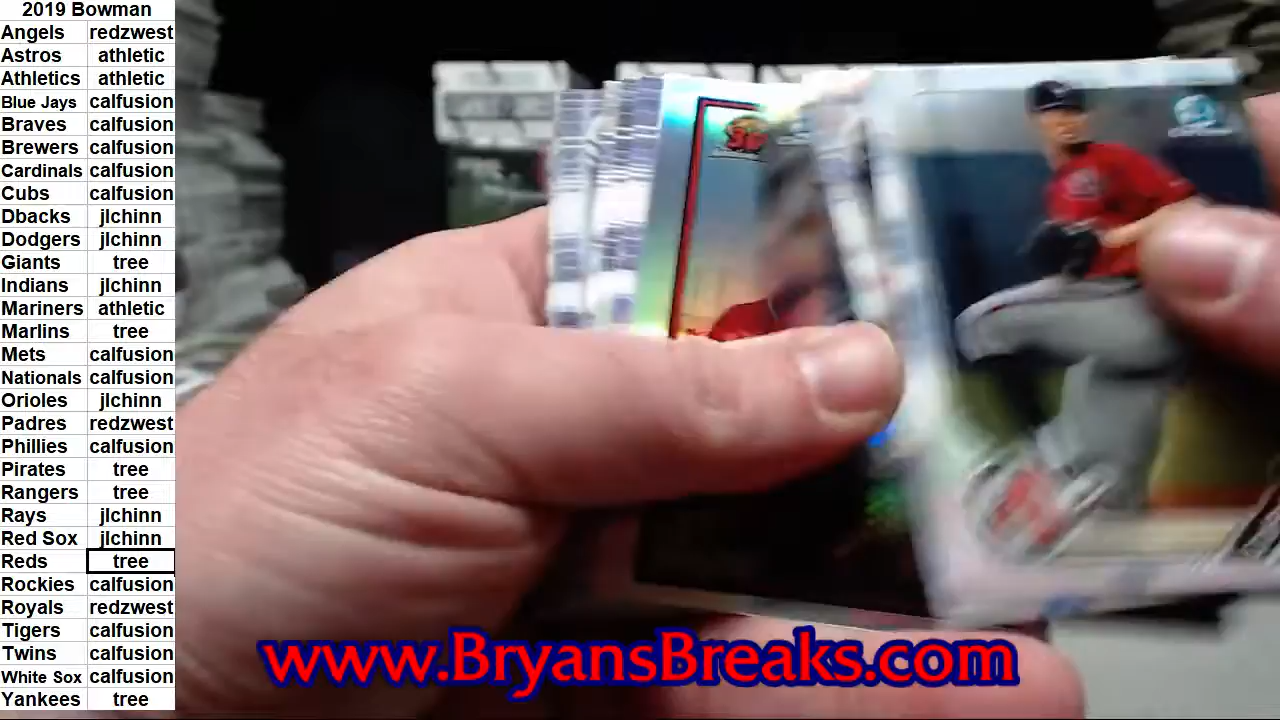 2019 Bowman
Angels redzwest
Astros athletic
Athletics athletic
Blue Jays calfusion
Braves calfusion
Brewers calfusion
Cardinals calfusion
Cubs calfusion
Dbacks jlchinn
Dodgers jlchinn
Giants tree
Indians jlchinn
Mariners athletic
Marlins tree
Mets calfusion
Nationals calfusion
Orioles jlchinn
Padres redzwest
Phillies calfusion
Pirates tree
Rangers tree
Rays jlchinn
Red Sox jlchinn
Reds tree
Rockies calfusion
Royals redzwest
Tigers calfusion
Twins calfusion
White Sox calfusion
Yankees tree
www.BryansBreaks.com